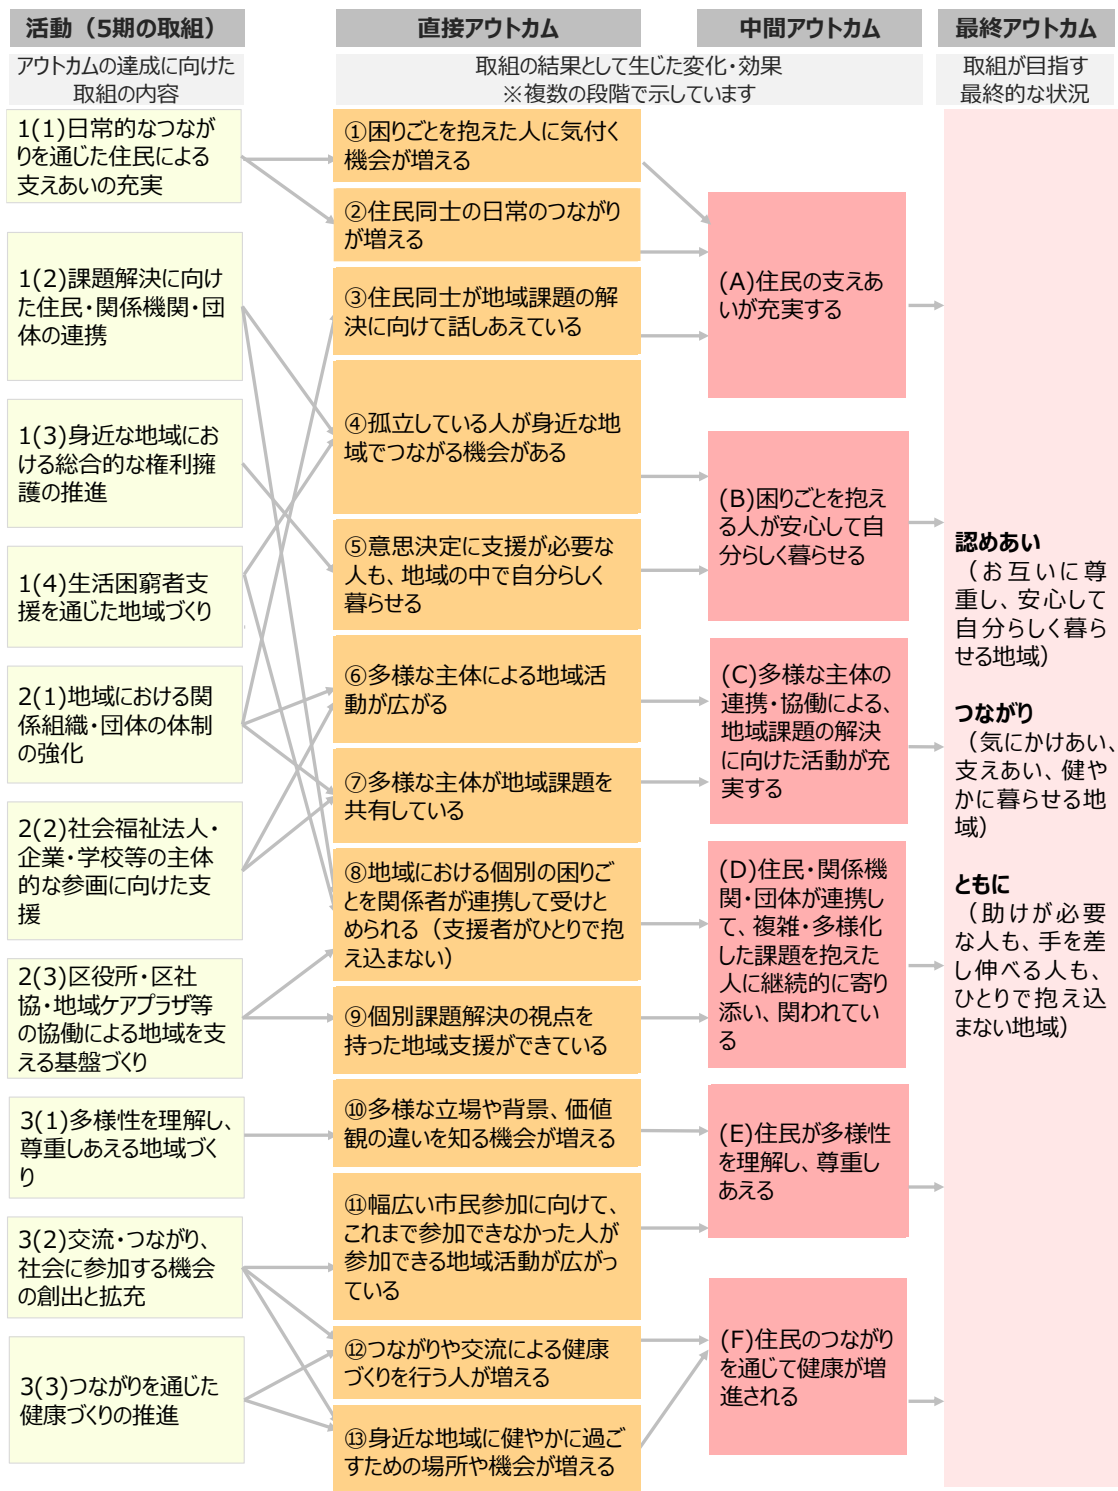 活動（5期の取組）
アウトカムの達成に向けた
取組の内容
1(1)日常的なつなが
りを通じた住民による
支えあいの充実
1(2)課題解決に向け
た住民・関係機関・団
体の連携
1(3)身近な地域にお
ける総合的な権利擁
護の推進
1(4)生活困窮者支
援を通じた地域づくり
2(1)地域における関
係組織・団体の体制
の強化
2(2)社会福祉法人・
企業・学校等の主体
的な参画に向けた支
援
2(3)区役所・区社
協・地域ケアプラザ等
の協働による地域を支
える基盤づくり
3(1)多様性を理解し、
尊重しあえる地域づく
り
3(2)交流・つながり、
社会に参加する機会
の創出と拡充
3(3)つながりを通じた
健康づくりの推進
直接アウトカム
中間アウトカム
取組の結果として生じた変化・効果
※複数の段階で示しています
①困りごとを抱えた人に気付く
機会が増える
②住民同士の日常のつながり
が増える
③住民同士が地域課題の解
決に向けて話しあえている
④孤立している人が身近な地
域でつながる機会がある
⑤意思決定に支援が必要な
人も、地域の中で自分らしく
暮らせる
⑥多様な主体による地域活
動が広がる
⑦多様な主体が地域課題を
共有している
⑧地域における個別の困りご
とを関係者が連携して受けと
められる（支援者がひとりで抱
え込まない）
⑨個別課題解決の視点を
持った地域支援ができている
⑩多様な立場や背景、価値
観の違いを知る機会が増える
⑪幅広い市民参加に向けて、
これまで参加できなかった人が
参加できる地域活動が広がっ
ている
⑫つながりや交流による健康
づくりを行う人が増える
⑬身近な地域に健やかに過ご
すための場所や機会が増える
(A)住民の支えあ
いが充実する
(B)困りごとを抱え
る人が安心して自
分らしく暮らせる
(C)多様な主体の
連携・協働による、
地域課題の解決
に向けた活動が充
実する
(D)住民・関係機
関・団体が連携し
て、複雑・多様化
した課題を抱えた
人に継続的に寄り
添い、関われてい
る
(E)住民が多様性
を理解し、尊重し
あえる
(F)住民のつながり
を通じて健康が増
進される
最終アウトカム
取組が目指す
最終的な状況
認めあい
（お互いに尊
重し、安心して
自分らしく暮ら
せる地域）
つながり
（気にかけあい、
支えあい、健や
かに暮らせる地
域）
ともに
（助けが必要
な人も、手を差
し伸べる人も、
ひとりで抱え込
まない地域）